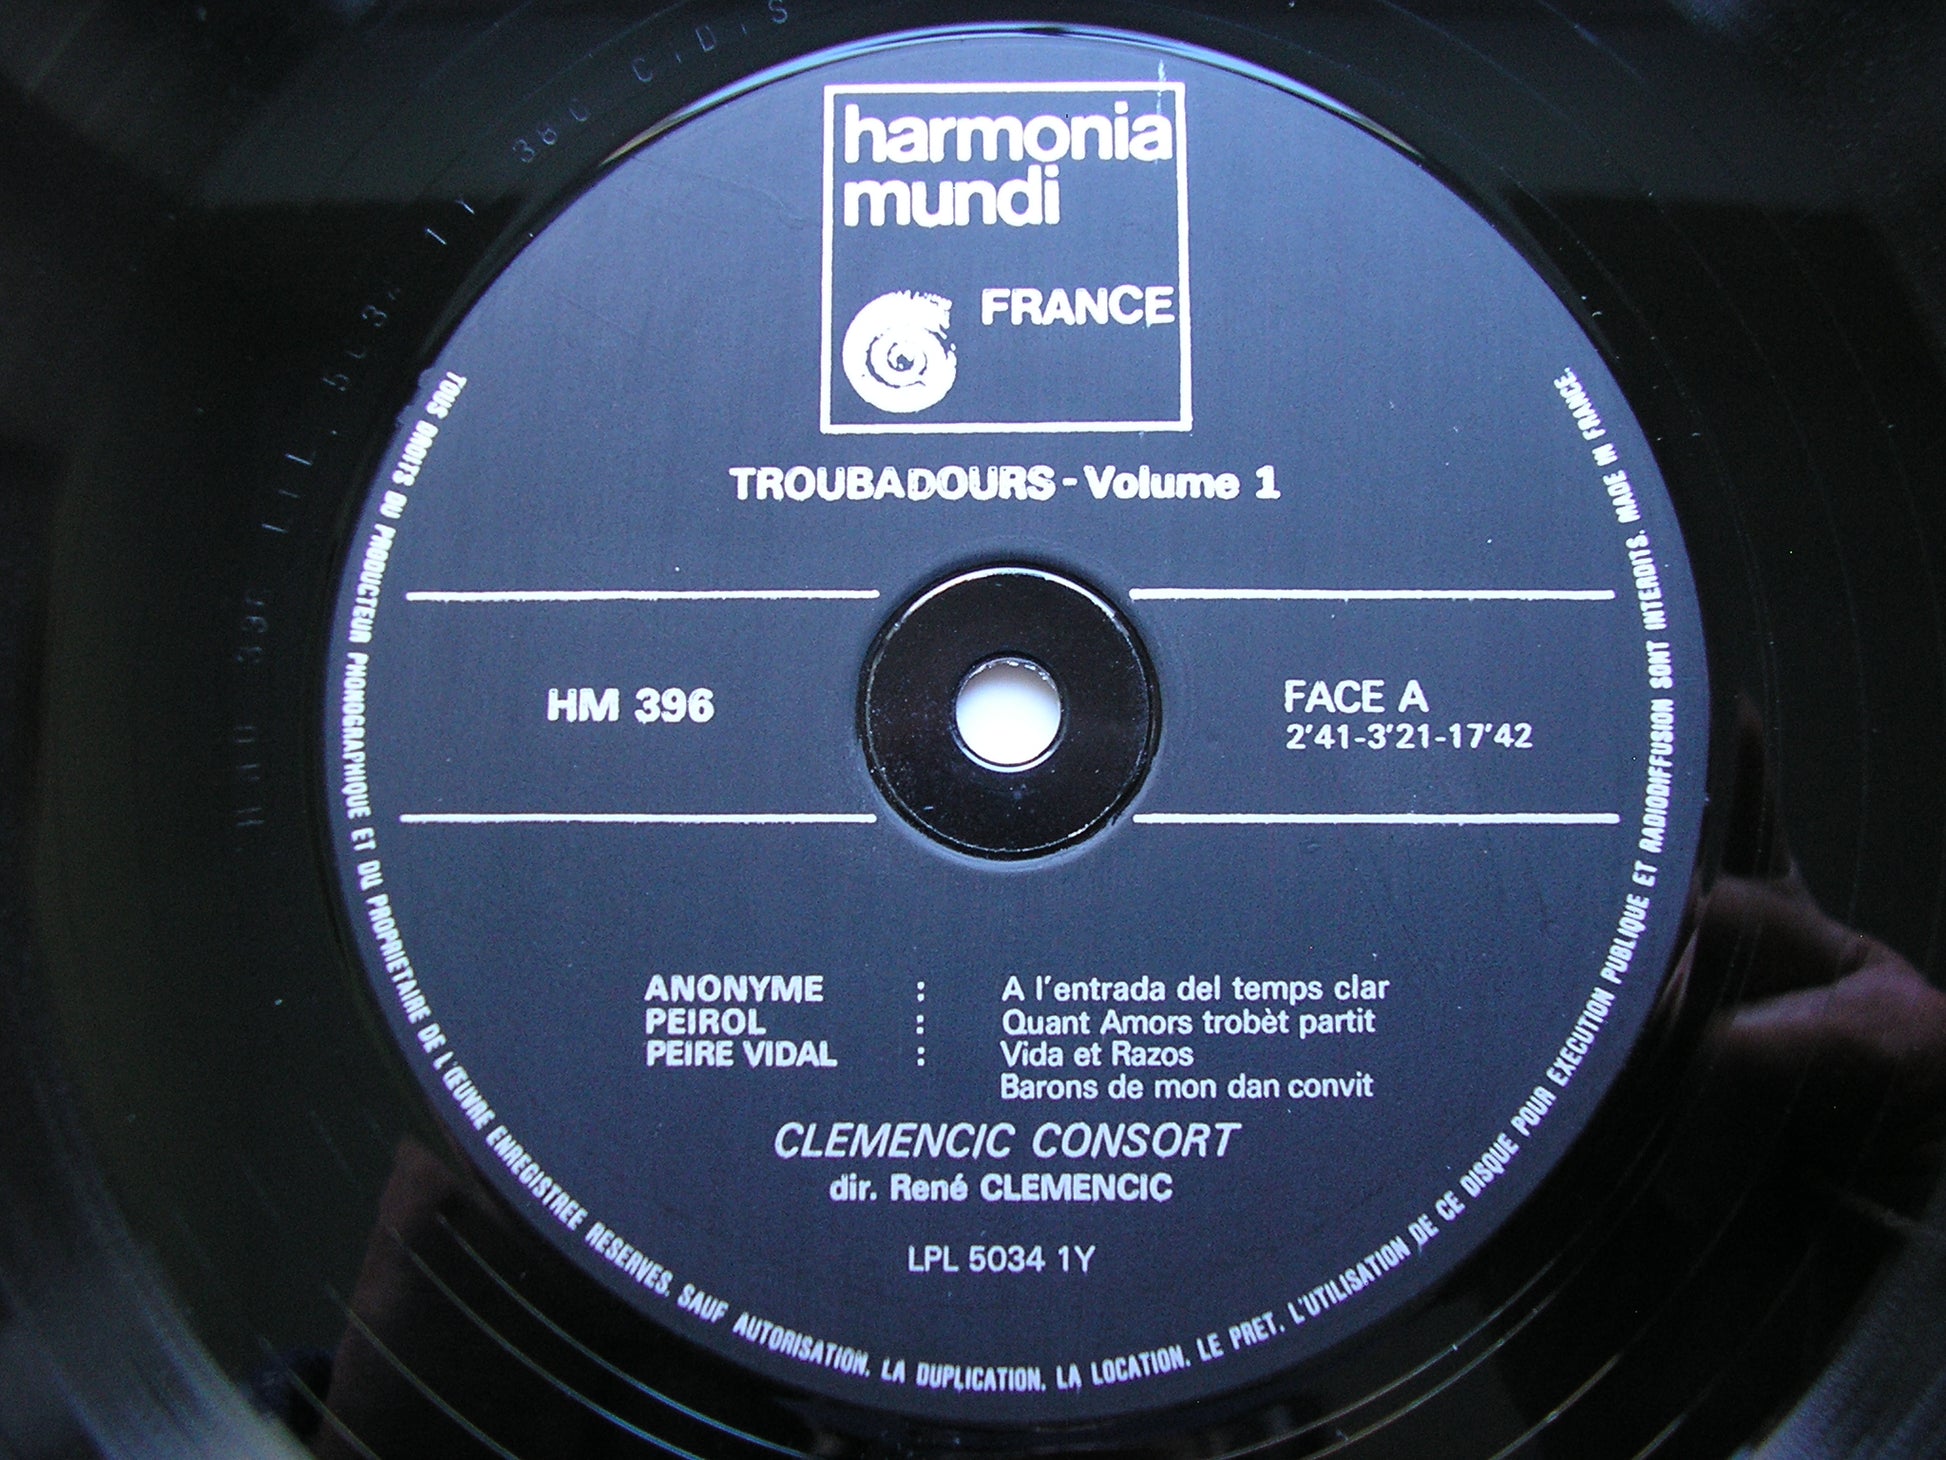 harmonia
mundi
FRANCE
TROUBADOURS - Volume 1
HM 396
FACE A
2'41-3'21-17'42
ANONYME : A l'entrada del temps clar
PEIROL : Quant Amors trobèt partit
PEIRE VIDAL : Vida et Razos
Barons de mon dan convit
CLEMENCIC CONSORT
dir. René CLEMENCIC
LPL 5034 1Y
TOUS DROITS DU PRODUCTEUR PHONOGRAPHIQUE ET DU PROPRIETAIRE DE L'ŒUVRE ENREGISTREE RESERVES. SAUF AUTORISATION. LA DUPLICATION. LA LOCATION. LE PRET. L'UTILISATION DE CE DISQUE POUR EXECUTION PUBLIQUE ET RADIODIFFUSION SONT INTERDITS. MADE IN FRANCE.